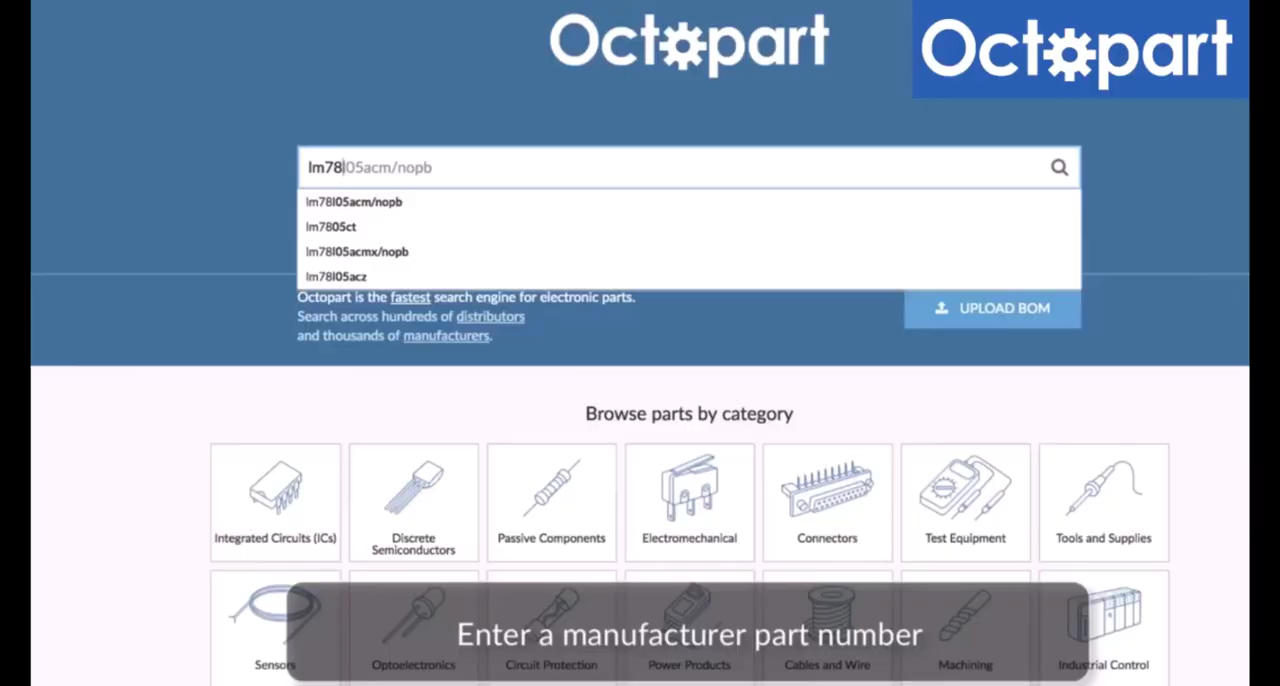 Octopart
Octopart
lm78l05acm/nopb
lm78l05acm/nopb
lm7805ct
lm78l05acmx/nopb
lm78l05acz
Octopart is the fastest search engine for electronic parts.
Search across hundreds of distributors
and thousands of manufacturers.
UPLOAD BOM
Browse parts by category
Integrated Circuits (ICs)
Discrete
Semiconductors
Passive Components
Electromechanical
Connectors
Test Equipment
Tools and Supplies
Enter a manufacturer part number
Sensors
Optoelectronics
Circuit Protection
Power Products
Cables and Wire
Machining
Industrial Control